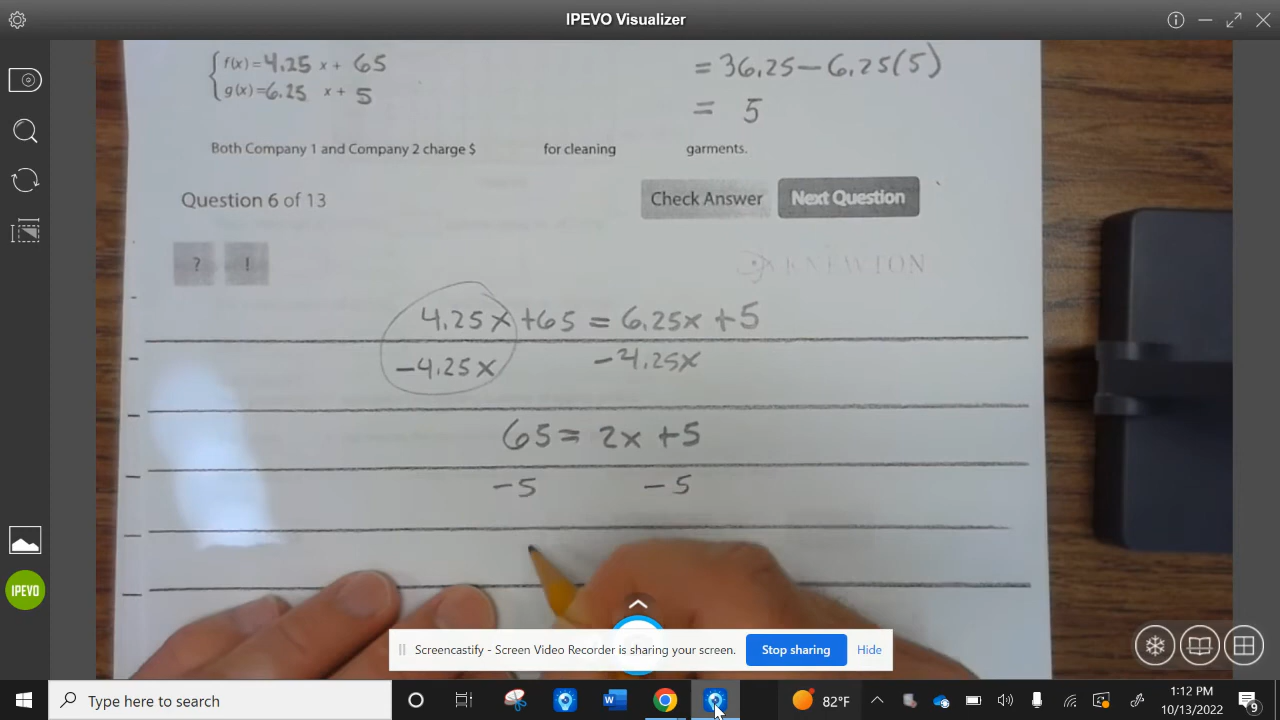 IPEVO Visualizer
f(x)=4.25 x + 65
g(x)=6.25 x + 5
= 36.25 - 6.25(5)
= 5
Both Company 1 and Company 2 charge $ for cleaning garments.
Question 6 of 13
Check Answer
Next Question
? !
4.25x +65 = 6.25x +5
-4.25x -4.25x
65 = 2x +5
-5 -5
IPEVO
Screencastify - Screen Video Recorder is sharing your screen.
Stop sharing
Hide
Type here to search
82°F
1:12 PM
10/13/2022
9